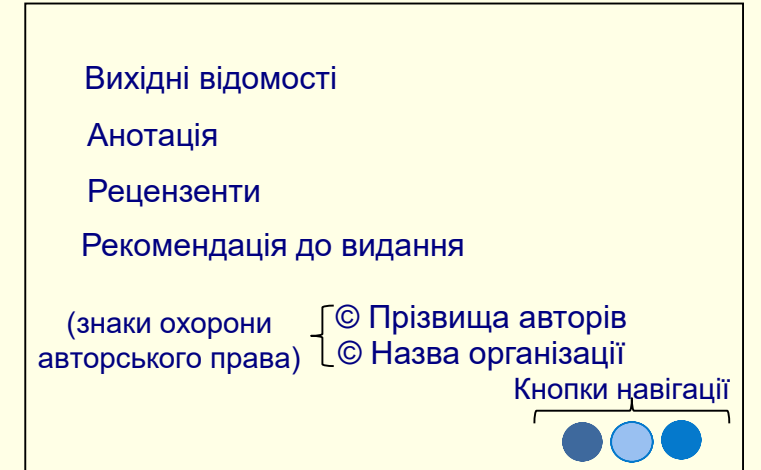 Вихідні відомості
Анотація
Рецензенти
Рекомендація до видання
(знаки охорони
авторського права)
© Прізвища авторів
© Назва організації
Кнопки навігації